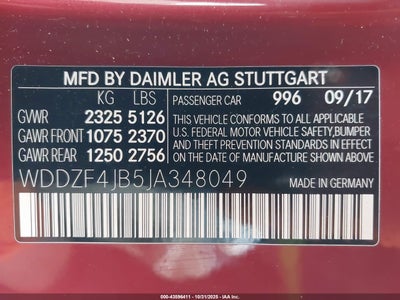 MFD BY DAIMLER AG STUTTGART
KG LBS
PASSENGER CAR 996 09/17
GVWR 2325 5126
GAWR FRONT 1075 2370
GAWR REAR 1250 2756
THIS VEHICLE CONFORMS TO ALL
APPLICABLE U.S. FEDERAL
MOTOR VEHICLE SAFETY,BUMPER
AND THEFT PREVENTION
STANDARDS IN EFFECT ON THE DATE
OF MANUFACTURE SHOWN ABOVE.
WDDZF4JB5JA348049
MADE IN GERMANY
000-43596411 - 10/31/2025 - IAA Inc.